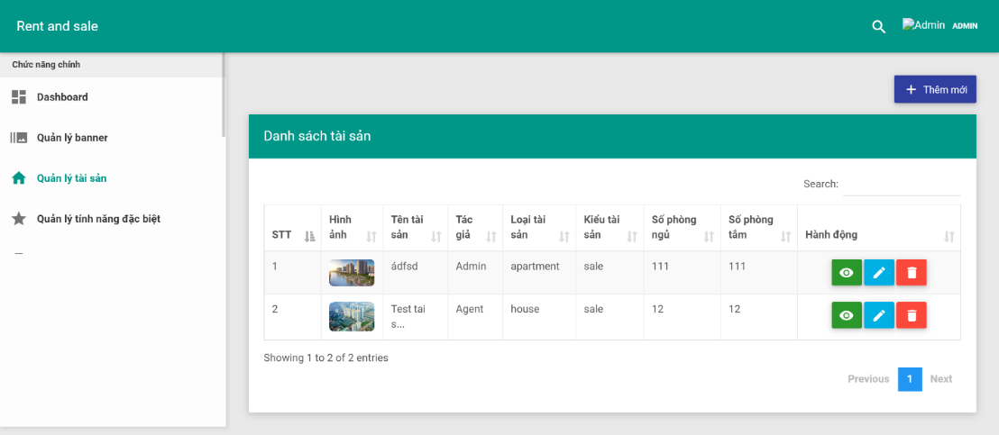 Rent and sale
Admin ADMIN
Chức năng chính
Dashboard
Quản lý banner
Quản lý tài sản
Quản lý tính năng đặc biệt
Thêm mới
Danh sách tài sản
Search:
STT Hình ảnh Tên tài sản Tác giả Loại tài sản Kiểu tài sản Số phòng ngủ Số phòng tắm Hành động
1 ádfsd Admin apartment sale 111 111
2 Test tai s... Agent house sale 12 12
Showing 1 to 2 of 2 entries
Previous 1 Next